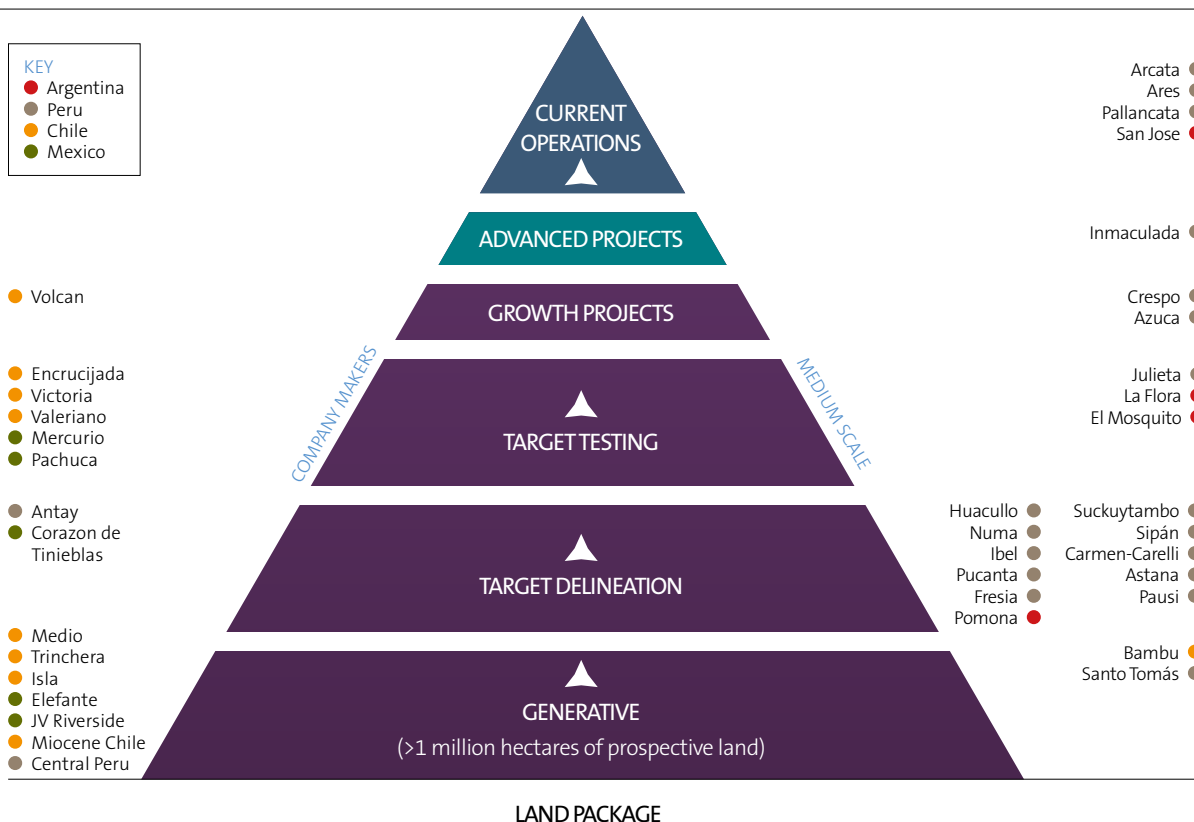 KEY
Argentina
Peru
Chile
Mexico
CURRENT
OPERATIONS
Arcata
Ares
Pallancata
San Jose
ADVANCED PROJECTS
Inmaculada
Volcan
GROWTH PROJECTS
Crespo
Azuca
COMPANY MAKERS
MEDIUM SCALE
Encrucijada
Victoria
Valeriano
Mercurio
Pachuca
TARGET TESTING
Julieta
La Flora
El Mosquito
Antay
Corazon de
Tinieblas
TARGET DELINEATION
Huacullo
Numa
Ibel
Pucanta
Fresia
Pomona
Suckuytambo
Sipán
Carmen-Carelli
Astana
Pausi
Medio
Trinchera
Isla
Elefante
JV Riverside
Miocene Chile
Central Peru
GENERATIVE
(>1 million hectares of prospective land)
Bambu
Santo Tomás
LAND PACKAGE